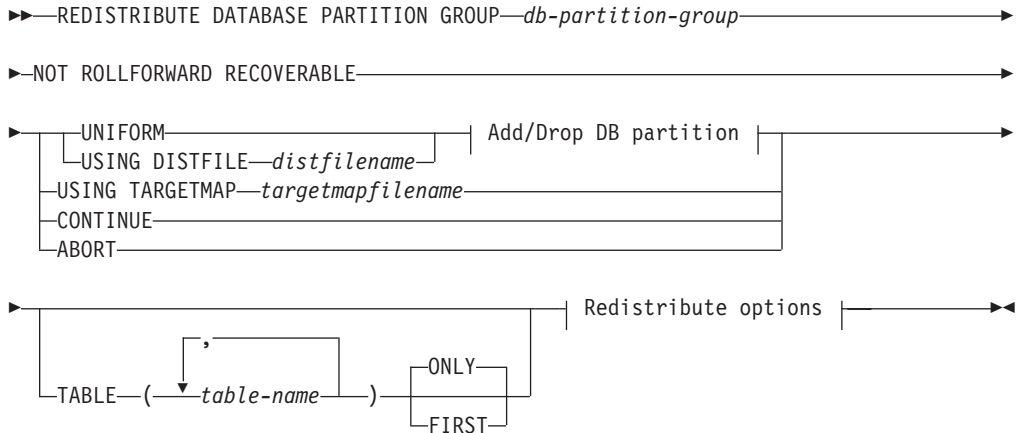 REDISTRIBUTE DATABASE PARTITION GROUP db-partition-group
NOT ROLLFORWARD RECOVERABLE
UNIFORM
Add/Drop DB partition
USING DISTFILE distfilename
USING TARGETMAP targetmapfilename
CONTINUE
ABORT
Redistribute options
,
TABLE ( table-name )
ONLY
FIRST